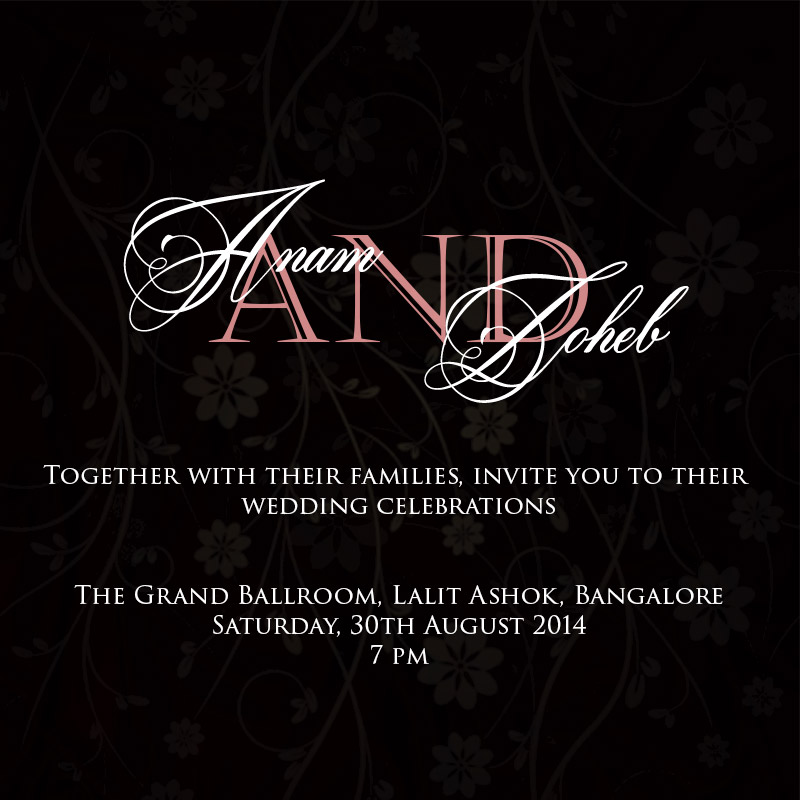 Anam
AND
Zoheb
Together with their families, invite you to their
wedding celebrations
The Grand Ballroom, Lalit Ashok, Bangalore
Saturday, 30th August 2014
7 pm